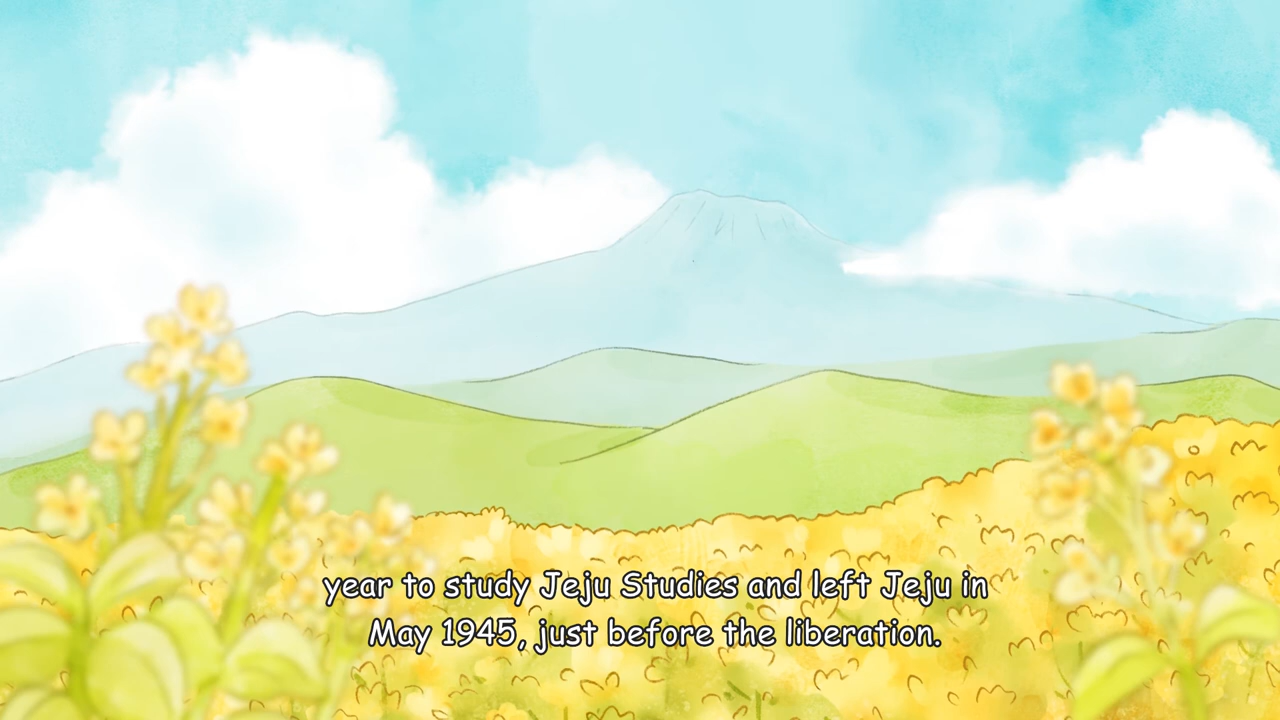 year to study Jeju Studies and left Jeju in
May 1945, just before the liberation.